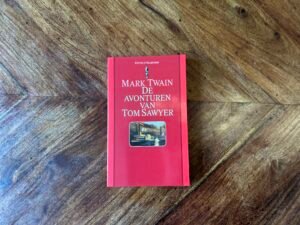 MARK TWAIN
DE
AVONTUREN
VAN
TOM SAWYER